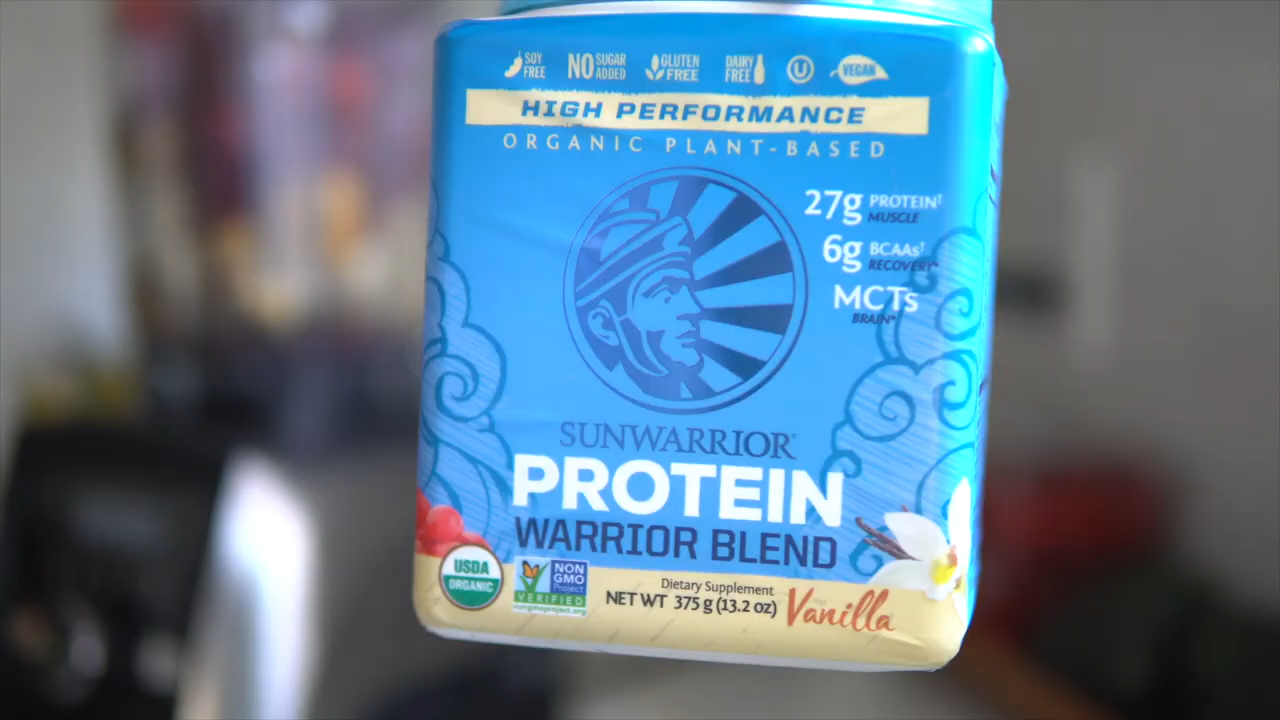 SOY FREE
NO SUGAR ADDED
GLUTEN FREE
DAIRY FREE
U
VEGAN
HIGH PERFORMANCE
ORGANIC PLANT-BASED
27g PROTEIN†
MUSCLE
6g BCAAs†
RECOVERY*
MCTs
BRAIN*
SUNWARRIOR®
PROTEIN
WARRIOR BLEND
USDA
ORGANIC
NON
GMO
Project
VERIFIED
nongmoproject.org
Dietary Supplement
NET WT 375 g (13.2 oz)
Vanilla